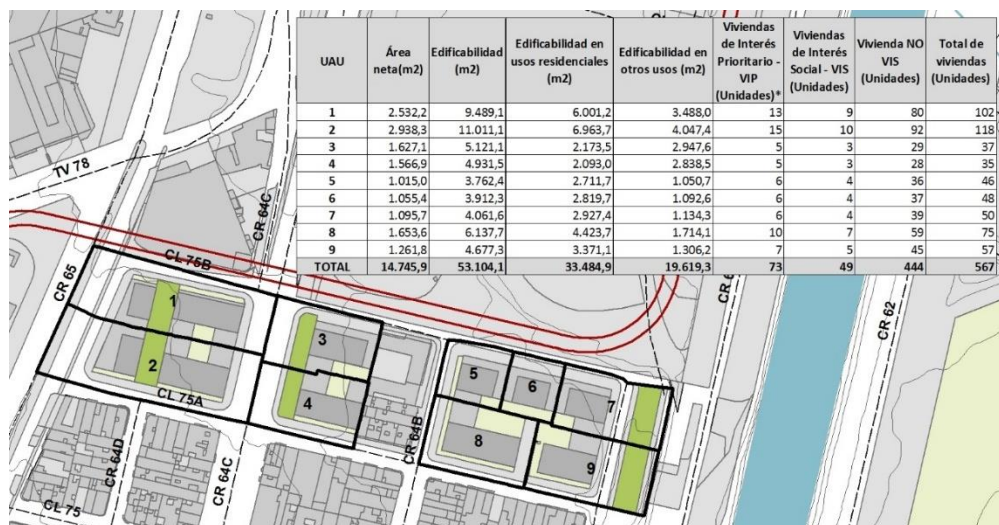 UAU Área neta(m2) Edificabilidad (m2) Edificabilidad en usos residenciales (m2) Edificabilidad en otros usos (m2) Viviendas de Interés Prioritario - VIP (Unidades)* Viviendas de Interés Social - VIS (Unidades) Vivienda NO VIS (Unidades) Total de viviendas (Unidades)
1 2.532,2 9.489,1 6.001,2 3.488,0 13 9 80 102
2 2.938,3 11.011,1 6.963,7 4.047,4 15 10 92 118
3 1.627,1 5.121,1 2.173,5 2.947,6 5 3 29 37
4 1.566,9 4.931,5 2.093,0 2.838,5 5 3 28 35
5 1.015,0 3.762,4 2.711,7 1.050,7 6 4 36 46
6 1.055,4 3.912,3 2.819,7 1.092,6 6 4 37 48
7 1.095,7 4.061,6 2.927,4 1.134,3 6 4 39 50
8 1.653,6 6.137,7 4.423,7 1.714,1 10 7 59 75
9 1.261,8 4.677,3 3.371,1 1.306,2 7 5 45 57
TOTAL 14.745,9 53.104,1 33.484,9 19.619,3 73 49 444 567
TV 78
CR 64C
CR 65
CL 75B
CR 62
1
2
3
4
5
6
7
8
9
CL 75A
CR 64D
CR 64C
CR 64B
CL 75